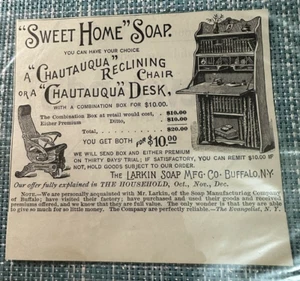 "SWEET HOME" SOAP.
YOU CAN HAVE YOUR CHOICE
A "CHAUTAUQUA" RECLINING
CHAIR
OR A "CHAUTAUQUA" DESK,
WITH A COMBINATION BOX FOR $10.00.
The Combination Box at retail would cost, . $10.00
Either Premium Ditto, . $10.00
Total, . . . . $20.00
YOU GET BOTH FOR $10.00
WE WILL SEND BOX AND EITHER PREMIUM
ON THIRTY DAYS' TRIAL; IF SATISFACTORY, YOU CAN REMIT $10.00 IF
NOT, HOLD GOODS SUBJECT TO OUR ORDER.
THE LARKIN SOAP MFG. CO. BUFFALO, N.Y.
Our offer fully explained in THE HOUSEHOLD, Oct., Nov., Dec.
NOTE.—We are personally acquainted with Mr. Larkin, of the Soap Manufacturing Company
of Buffalo; have visited their factory; have purchased and used their goods and received
premiums offered, and we know that they are full value. The only wonder is that they are able
to give so much for so little money. The Company are perfectly reliable.—The Evangelist, N. Y.